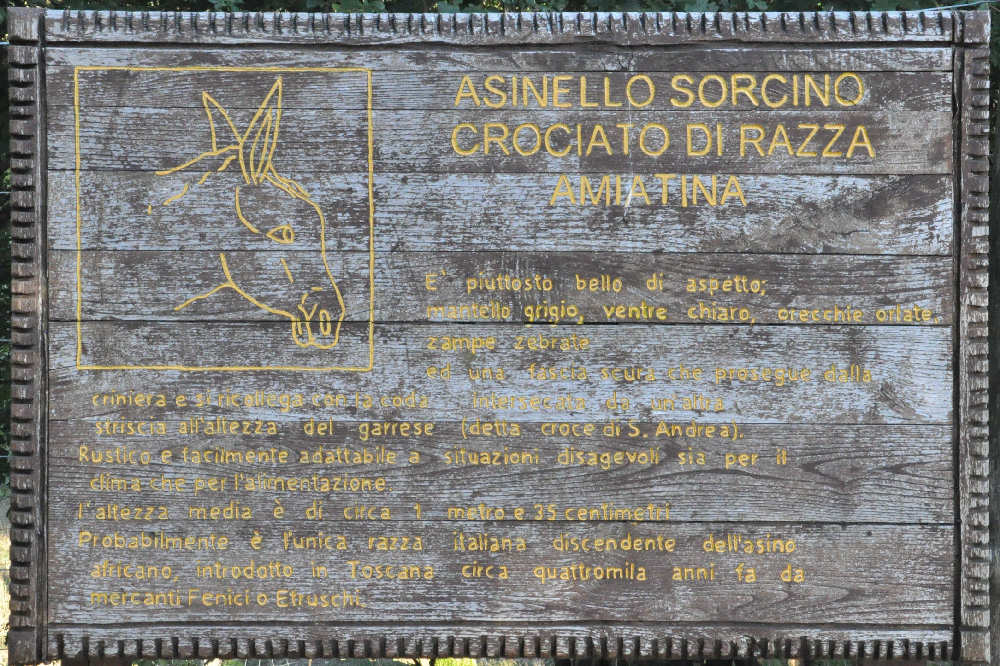 ASINELLO SORCINO
CROCIATO DI RAZZA
AMIATINA
E' piuttosto bello di aspetto;
mantello grigio, ventre chiaro, orecchie orlate,
zampe zebrate
ed una fascia scura che prosegue dalla
criniera e si ricollega con la coda intersecata da un'altra
striscia all'altezza del garrese (detta croce di S. Andrea).
Rustico e facilmente adattabile a situazioni disagevoli sia per il
clima che per l'alimentazione.
l'altezza media è di circa 1 metro e 35 centimetri
Probabilmente è l'unica razza italiana discendente dell'asino
africano, introdotto in Toscana circa quattromila anni fa da
mercanti Fenici o Etruschi.